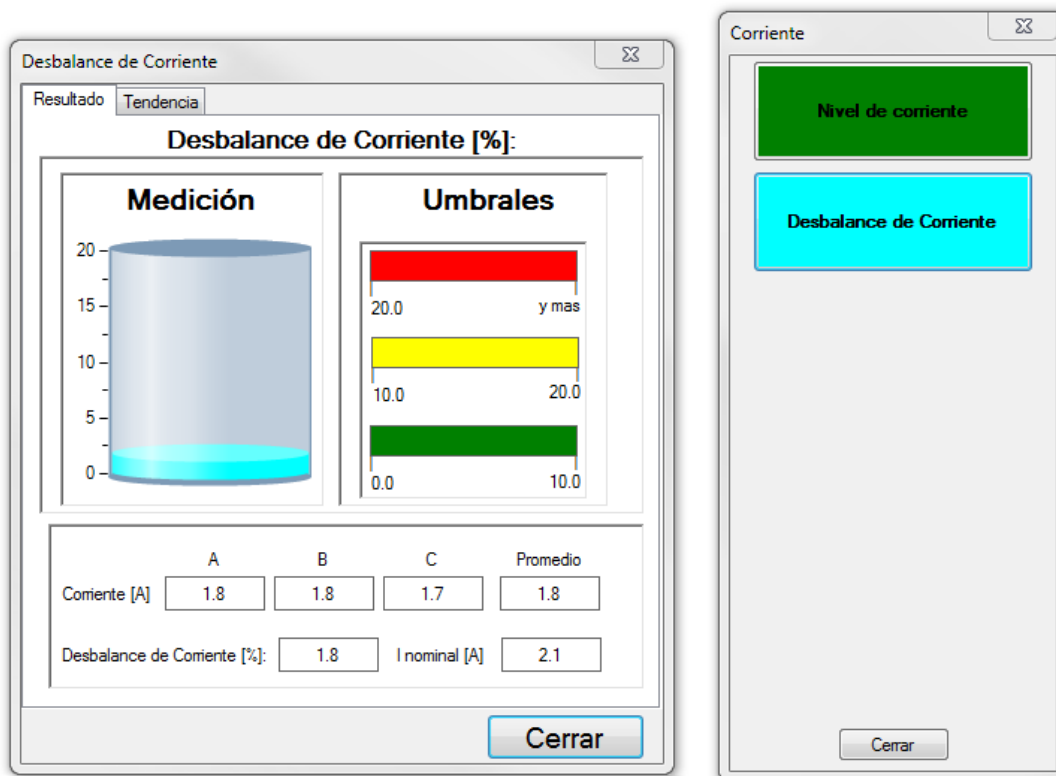 Desbalance de Corriente
Resultado Tendencia
Desbalance de Corriente [%]:
Medición
20
15
10
5
0
Umbrales
20.0 y mas
10.0 20.0
0.0 10.0
A B C Promedio
Corriente [A] 1.8 1.8 1.7 1.8
Desbalance de Corriente [%]: 1.8 I nominal [A] 2.1
Cerrar
Corriente
Nivel de corriente
Desbalance de Corriente
Cerrar